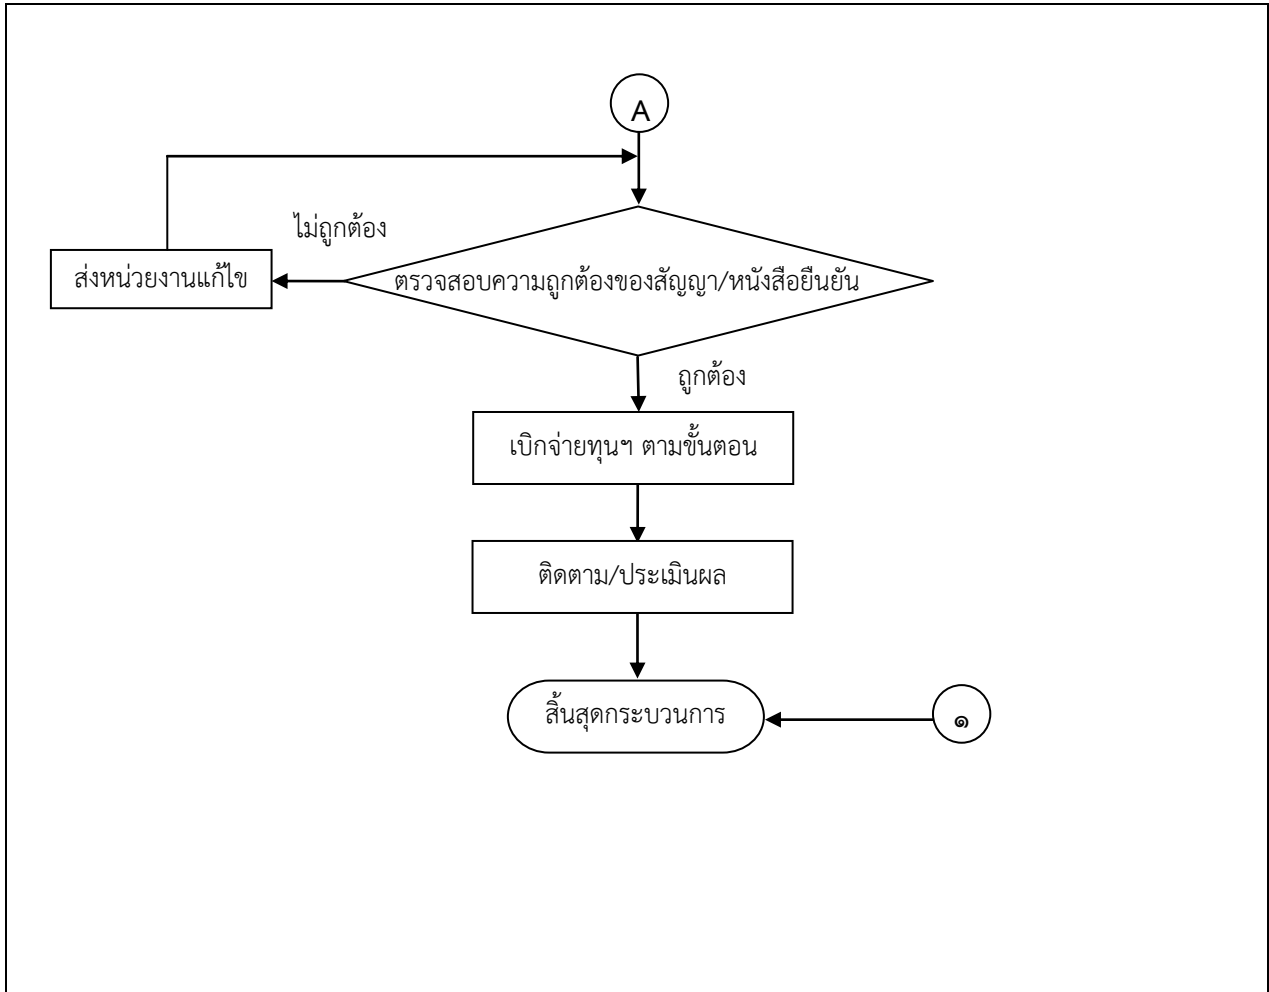 A
ไม่ถูกต้อง
ส่งหน่วยงานแก้ไข
ตรวจสอบความถูกต้องของสัญญา/หนังสือยืนยัน
ถูกต้อง
เบิกจ่ายทุนฯ ตามขั้นตอน
ติดตาม/ประเมินผล
สิ้นสุดกระบวนการ
๑